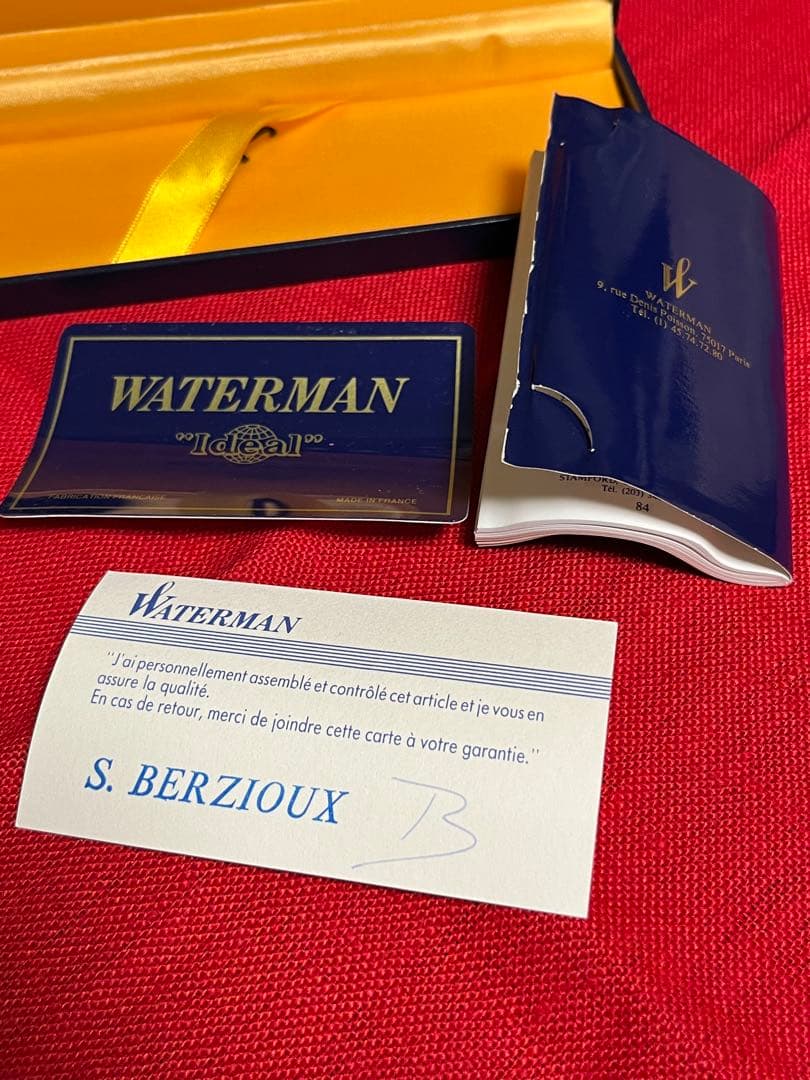 WATERMAN
9, rue Denis Poisson, 75017 Paris
Tél. (1) 45.74.72.80
STAMFORD,
Tél. (203)
84
WATERMAN
"Idéal"
FABRICATION FRANÇAISE
MADE IN FRANCE
WATERMAN
"J'ai personnellement assemblé et contrôlé cet article et je vous en
assure la qualité.
En cas de retour, merci de joindre cette carte à votre garantie."
S. BERZIOUX
B